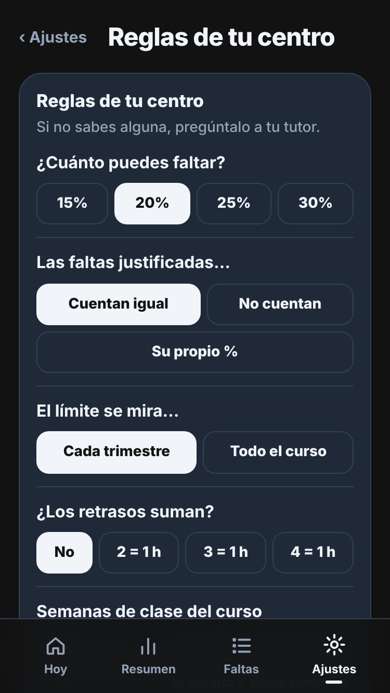 ‹ Ajustes Reglas de tu centro
Reglas de tu centro
Si no sabes alguna, pregúntalo a tu tutor.
¿Cuánto puedes faltar?
15% 20% 25% 30%
Las faltas justificadas...
Cuentan igual No cuentan
Su propio %
El límite se mira...
Cada trimestre Todo el curso
¿Los retrasos suman?
No 2 = 1 h 3 = 1 h 4 = 1 h
Semanas de clase del curso
Hoy Resumen Faltas Ajustes